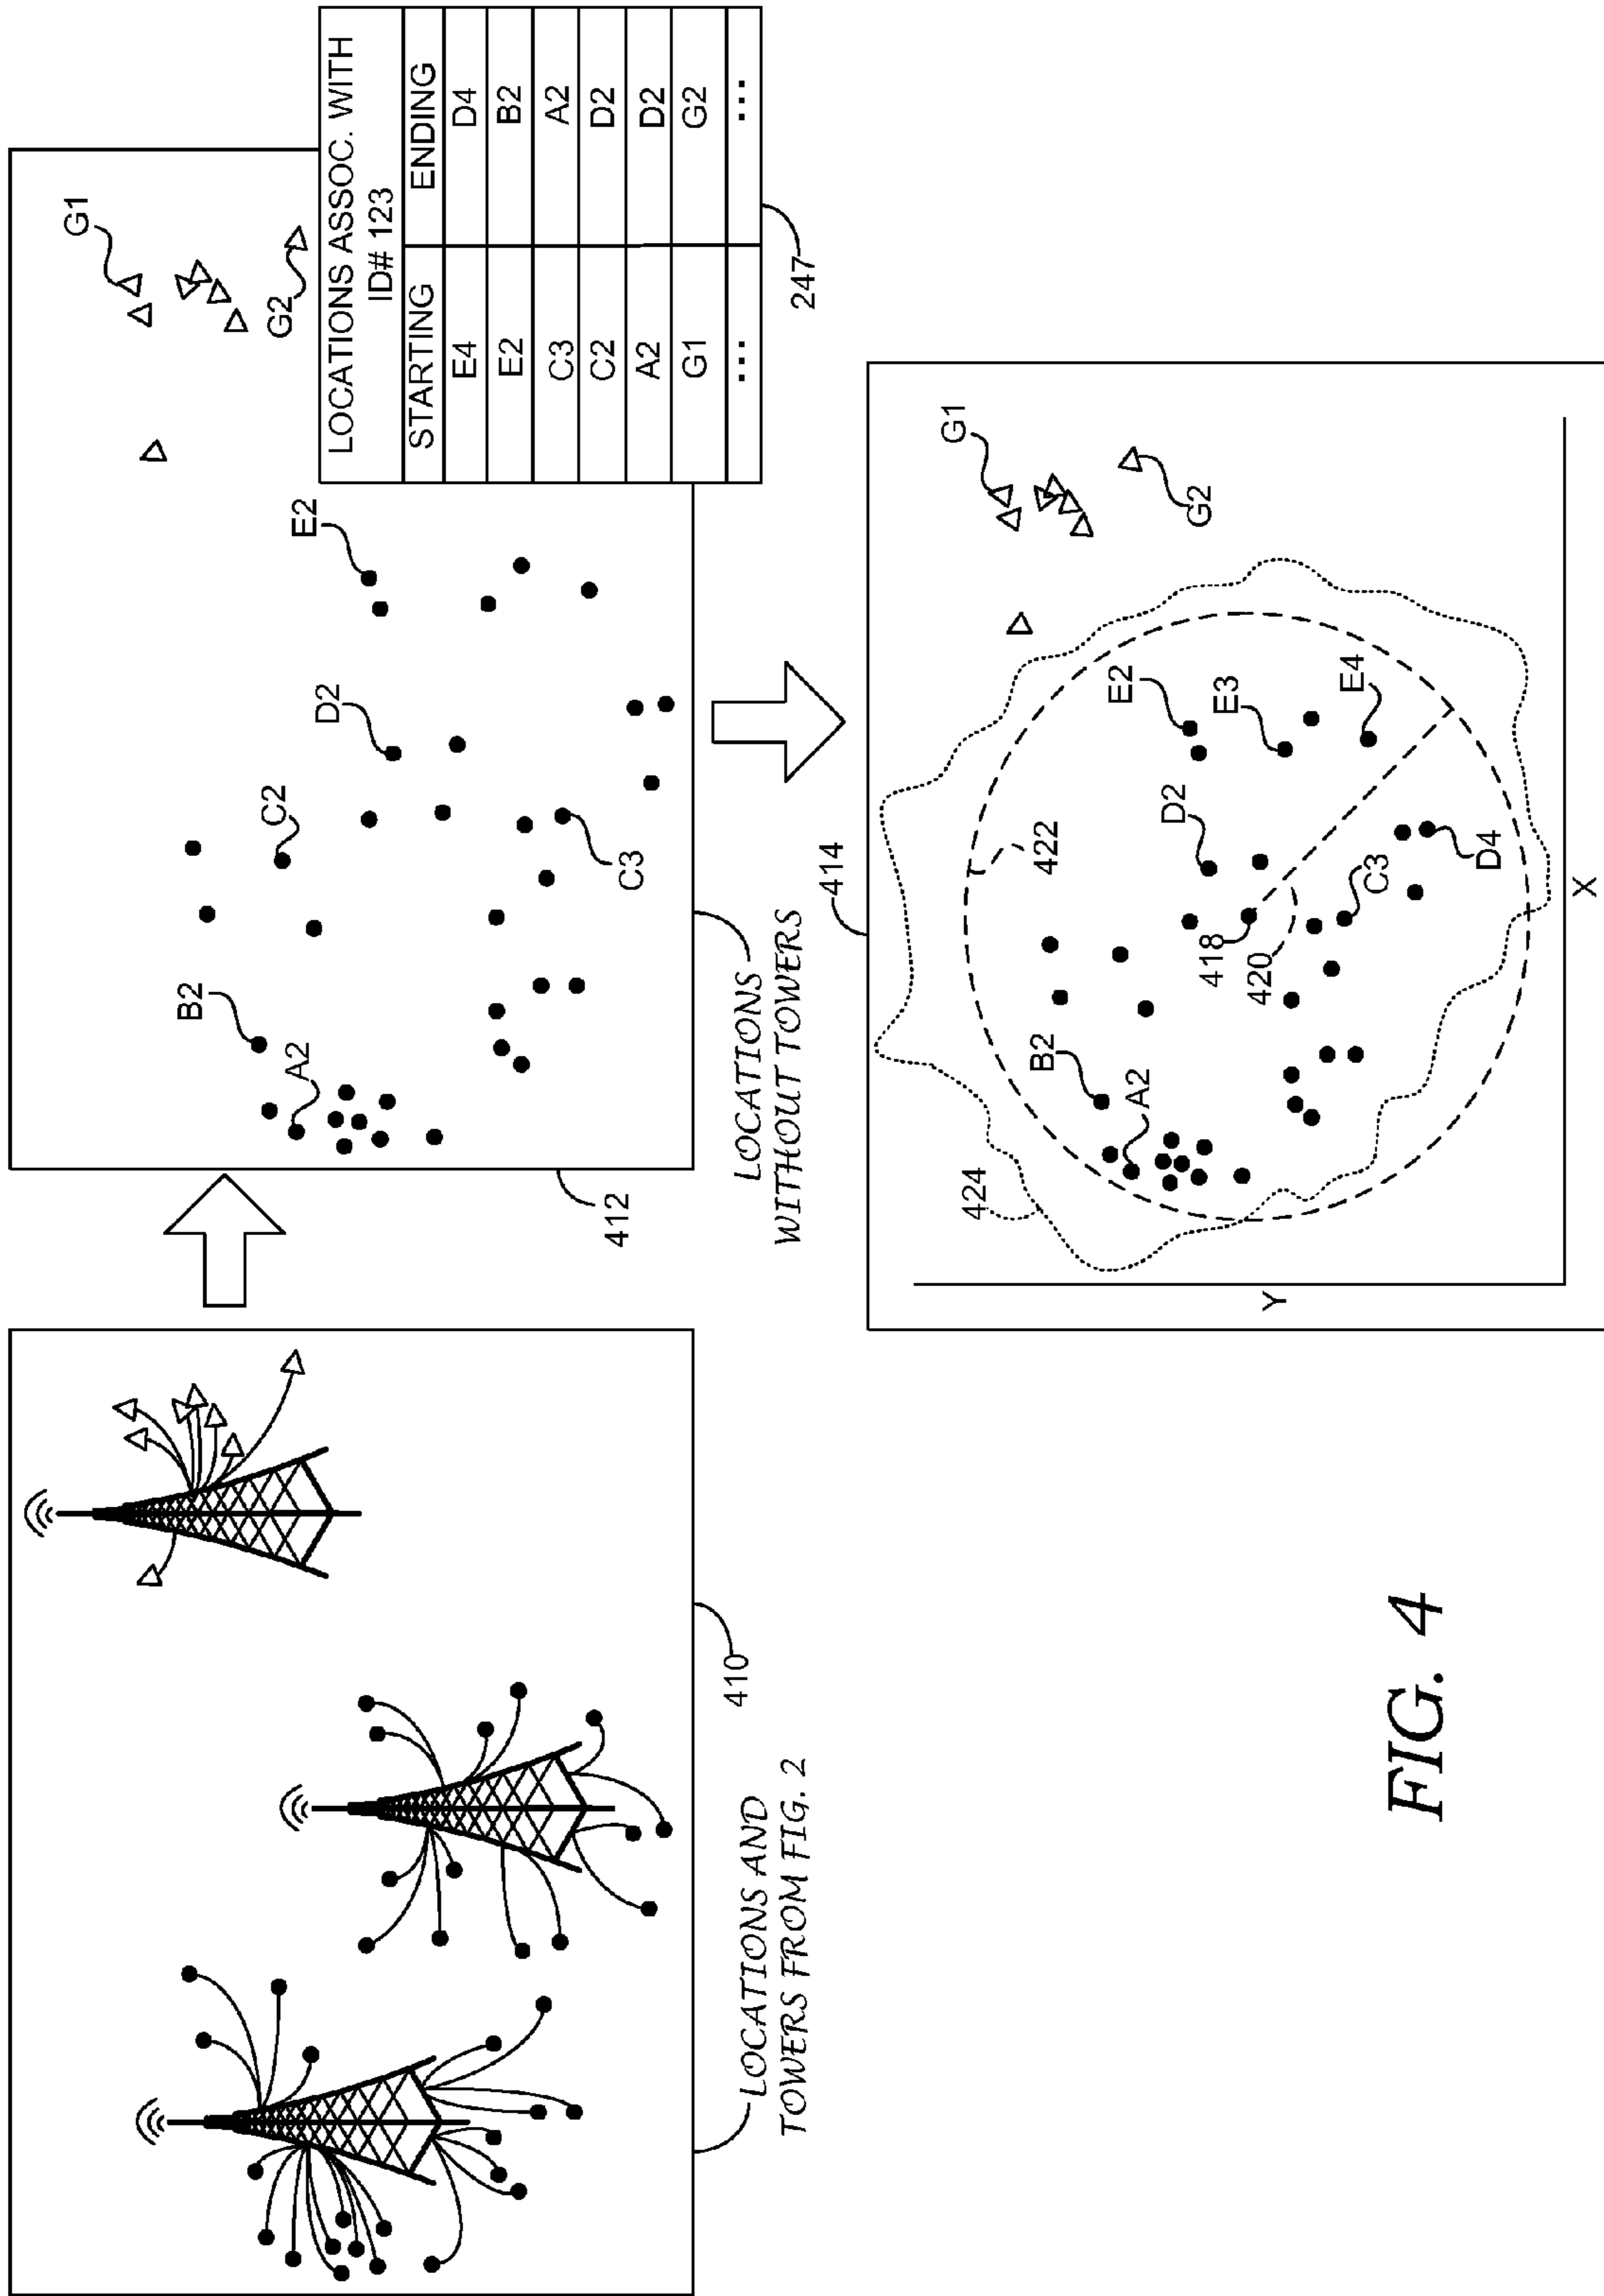 LOCATIONS AND
TOWERS FROM FIG. 2
410
G1
G2
E2
D2
C2
B2
A2
C3
412
LOCATIONS
WITHOUT TOWERS
LOCATIONS ASSOC. WITH
ID# 123
STARTING ENDING
E4 D4
E2 B2
C3 A2
C2 D2
A2 D2
G1 G2
... ...
247
414
G1
G2
E2
E3
E4
D2
422
B2
A2
424
418
420
C3
D4
Y
X
FIG. 4